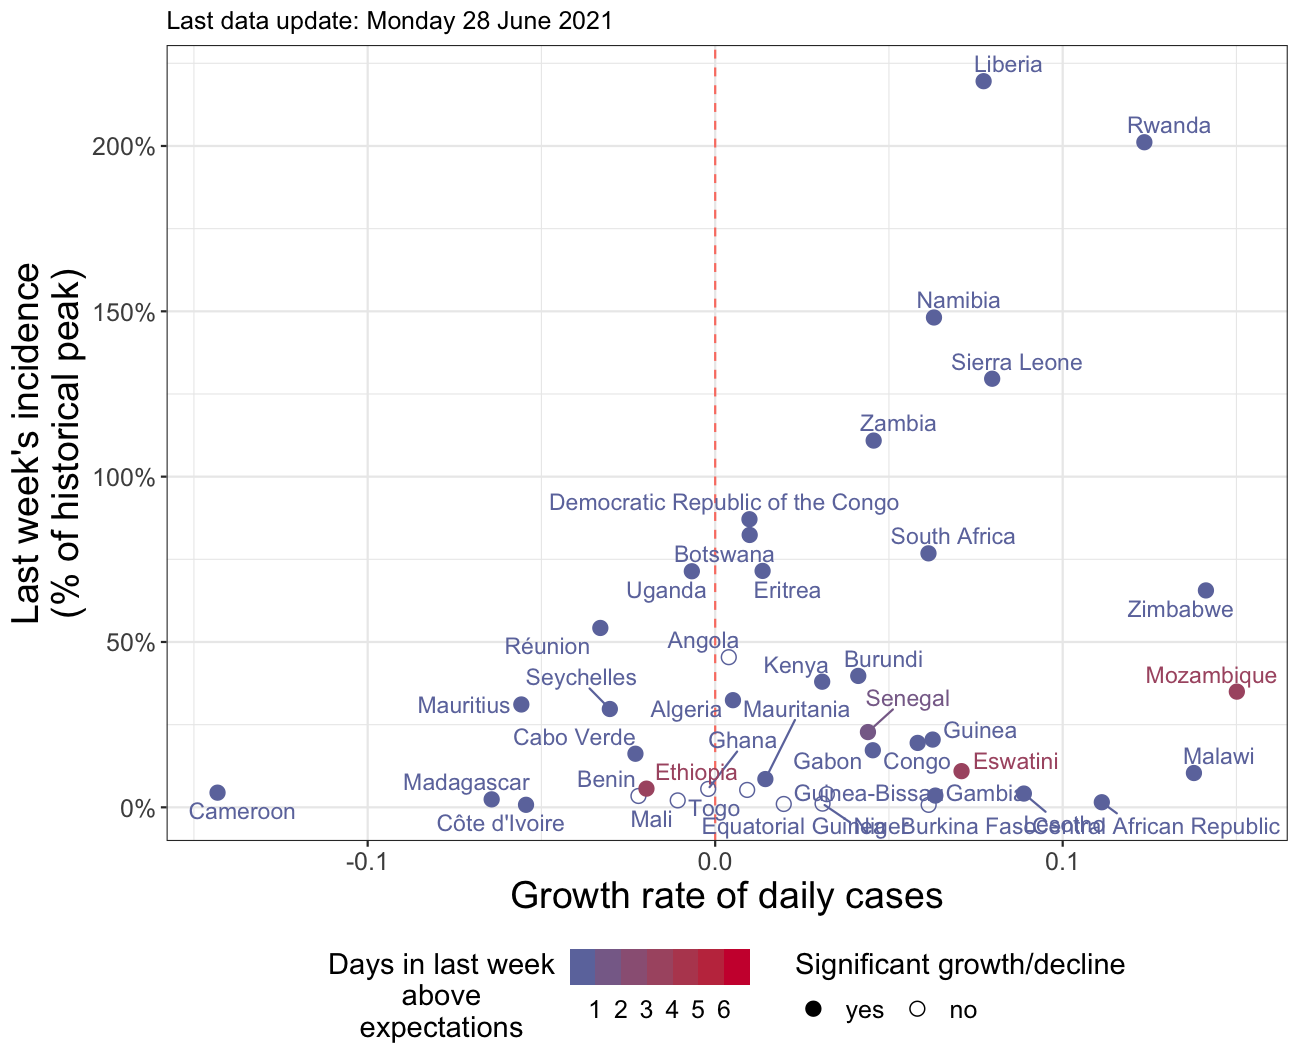 Last data update: Monday 28 June 2021
Last week's incidence
(% of historical peak)
200%
150%
100%
50%
0%
Liberia
Rwanda
Namibia
Sierra Leone
Zambia
Democratic Republic of the Congo
South Africa
Botswana
Uganda
Eritrea
Zimbabwe
Angola
Réunion
Burundi
Kenya
Seychelles
Mozambique
Senegal
Mauritius
Algeria
Mauritania
Guinea
Cabo Verde
Ghana
Malawi
Gabon
Congo
Eswatini
Ethiopia
Benin
Madagascar
Guinea-Bissau
Gambia
Togo
Cameroon
Mali
Côte d'Ivoire
Equatorial Guinea
Niger
Burkina Faso
Lesotho
Central African Republic
-0.1
0.0
0.1
Growth rate of daily cases
Days in last week
above
expectations
1 2 3 4 5 6
Significant growth/decline
yes
no